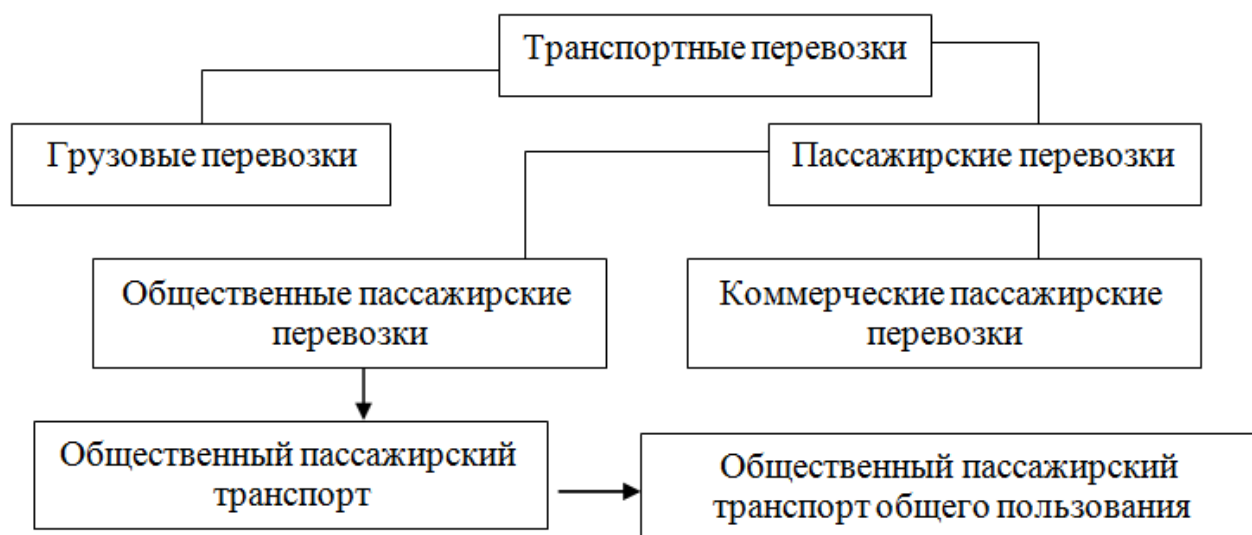 Транспортные перевозки
Грузовые перевозки
Пассажирские перевозки
Общественные пассажирские
перевозки
Коммерческие пассажирские
перевозки
Общественный пассажирский
транспорт
Общественный пассажирский
транспорт общего пользования